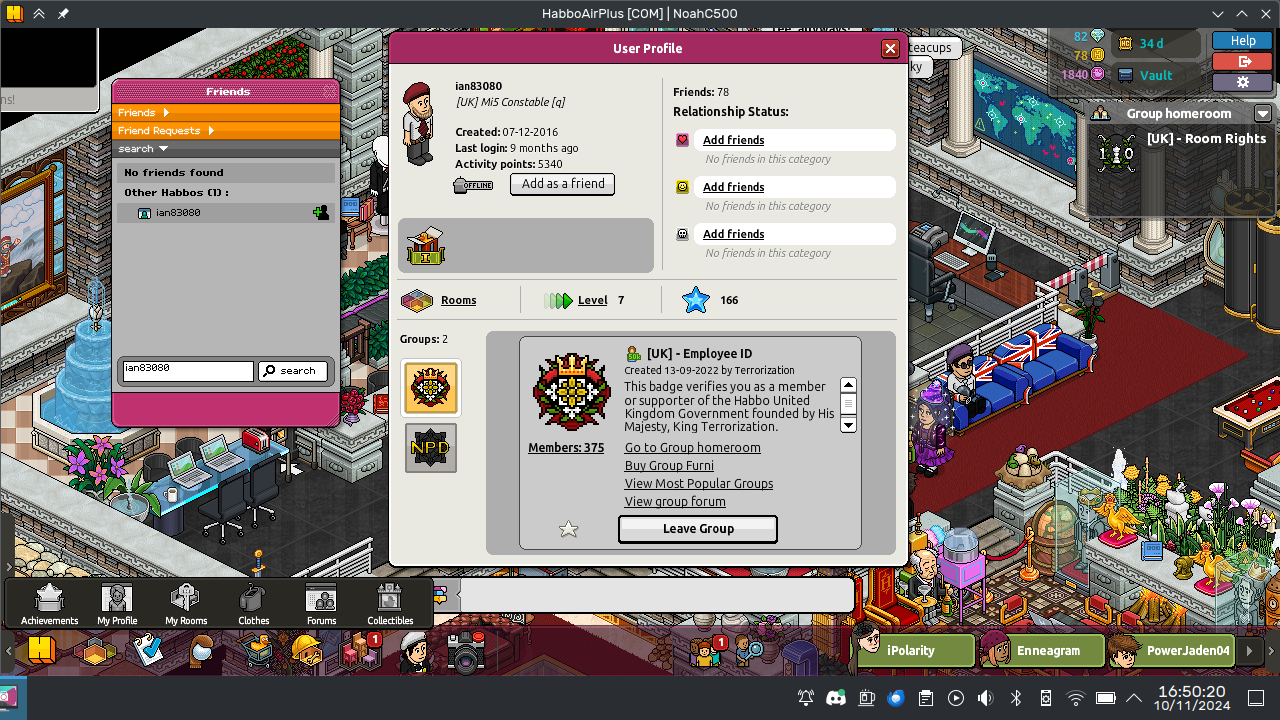 HabboAirPlus [COM] | NoahC500
teacups
ky
ns!
82
78
1840
34 d
Vault
Help
Group homeroom
[UK] - Room Rights
Friends
Friends
Friend Requests
search
No friends found
Other Habbos (1) :
ian83080
ian83080
search
User Profile
ian83080
[UK] Mi5 Constable [q]
Created: 07-12-2016
Last login: 9 months ago
Activity points: 5340
OFFLINE
Add as a friend
Friends: 78
Relationship Status:
Add friends
No friends in this category
Add friends
No friends in this category
Add friends
No friends in this category
Rooms
Level 7
166
Groups: 2
NPD
[UK] - Employee ID
Created 13-09-2022 by Terrorization
This badge verifies you as a member
or supporter of the Habbo United
Kingdom Government founded by His
Majesty, King Terrorization.
Members: 375
Go to Group homeroom
Buy Group Furni
View Most Popular Groups
View group forum
Leave Group
Achievements
My Profile
My Rooms
Clothes
Forums
Collectibles
1
1
iPolarity
Enneagram
PowerJaden04
16:50:20
10/11/2024